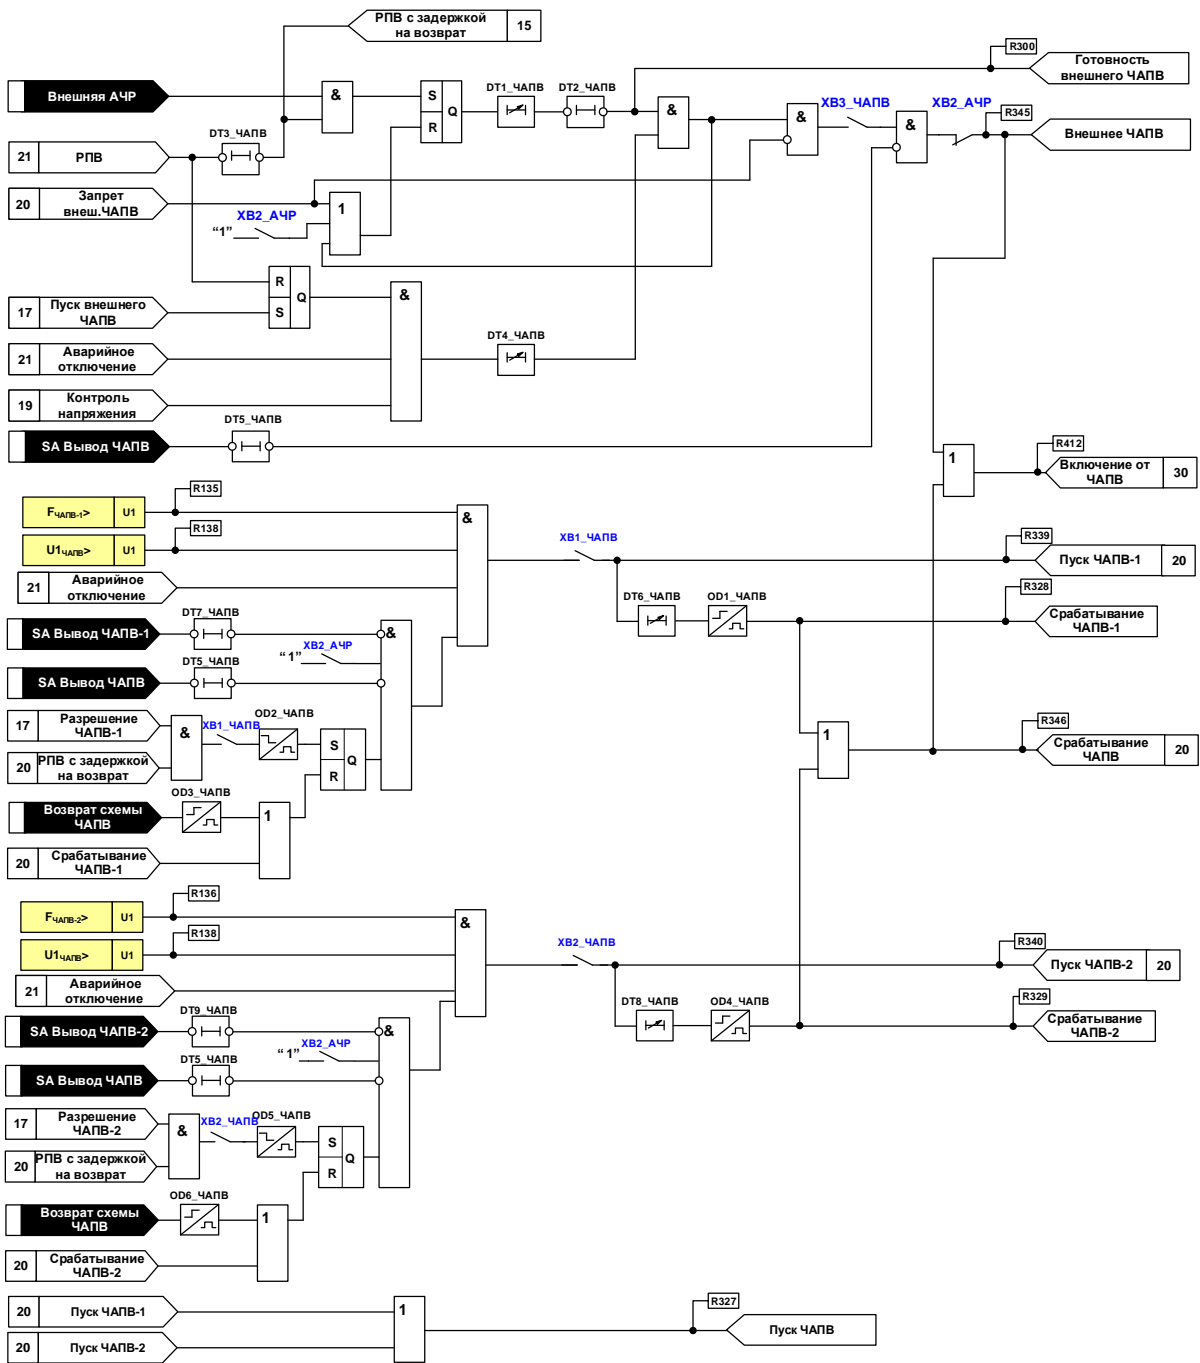 РПВ с задержкой
на возврат
15
R300
Готовность
внешнего ЧАПВ
Внешняя АЧР
&
S
R
Q
DT1_ЧАПВ
DT2_ЧАПВ
&
&
XB3_ЧАПВ
&
XB2_АЧР
R345
Внешнее ЧАПВ
DT3_ЧАПВ
21
РПВ
20
Запрет
внеш.ЧАПВ
XB2_АЧР
“1”
1
R
S
Q
&
17
Пуск внешнего
ЧАПВ
DT4_ЧАПВ
21
Аварийное
отключение
19
Контроль
напряжения
DT5_ЧАПВ
SA Вывод ЧАПВ
1
R412
Включение от
ЧАПВ
30
R135
FЧАПВ-1>
U1
&
R138
U1ЧАПВ>
U1
XB1_ЧАПВ
R339
Пуск ЧАПВ-1
20
21
Аварийное
отключение
DT6_ЧАПВ
OD1_ЧАПВ
R328
Срабатывание
ЧАПВ-1
DT7_ЧАПВ
SA Вывод ЧАПВ-1
&
XB2_АЧР
“1”
DT5_ЧАПВ
SA Вывод ЧАПВ
17
Разрешение
ЧАПВ-1
&
XB1_ЧАПВ
OD2_ЧАПВ
S
R
Q
1
R346
Срабатывание
ЧАПВ
20
20
РПВ с задержкой
на возврат
OD3_ЧАПВ
Возврат схемы
ЧАПВ
1
20
Срабатывание
ЧАПВ-1
R136
FЧАПВ-2>
U1
&
R138
U1ЧАПВ>
U1
XB2_ЧАПВ
R340
Пуск ЧАПВ-2
20
21
Аварийное
отключение
DT8_ЧАПВ
OD4_ЧАПВ
R329
Срабатывание
ЧАПВ-2
DT9_ЧАПВ
SA Вывод ЧАПВ-2
&
XB2_АЧР
“1”
DT5_ЧАПВ
SA Вывод ЧАПВ
17
Разрешение
ЧАПВ-2
&
XB2_ЧАПВ
OD5_ЧАПВ
S
R
Q
20
РПВ с задержкой
на возврат
OD6_ЧАПВ
Возврат схемы
ЧАПВ
1
20
Срабатывание
ЧАПВ-2
20
Пуск ЧАПВ-1
1
R327
Пуск ЧАПВ
20
Пуск ЧАПВ-2